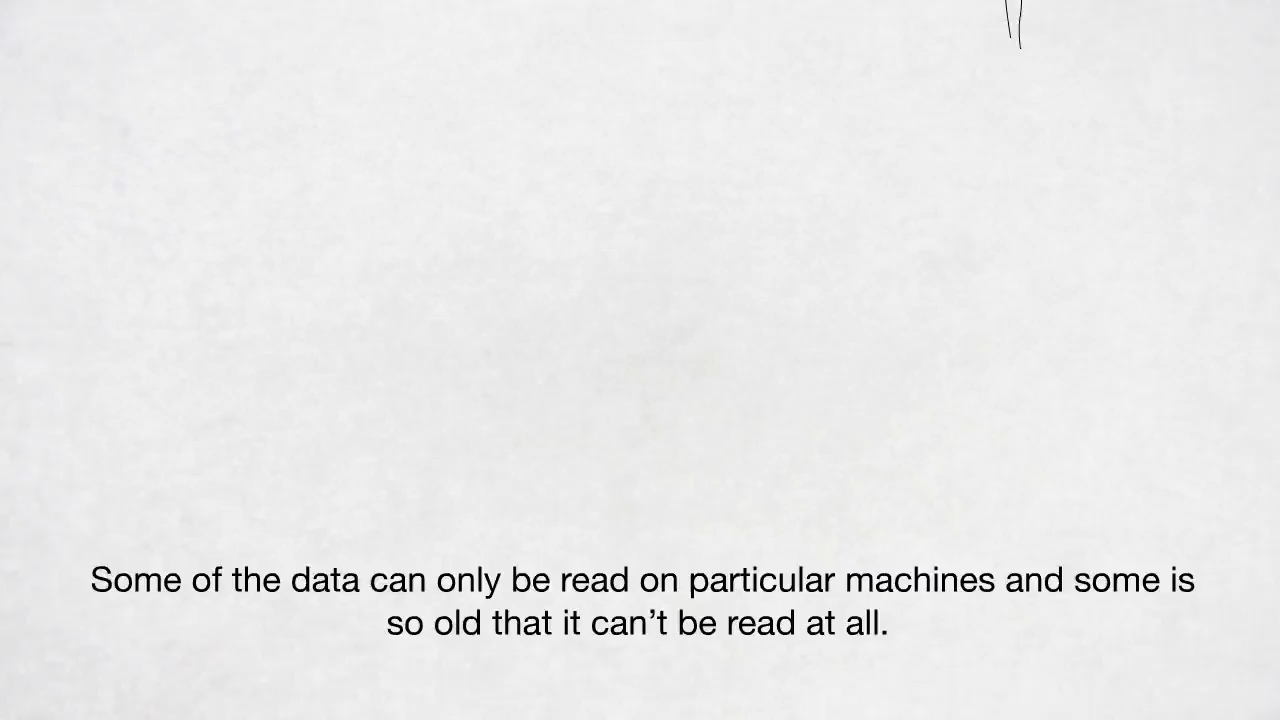 Some of the data can only be read on particular machines and some is
so old that it can’t be read at all.